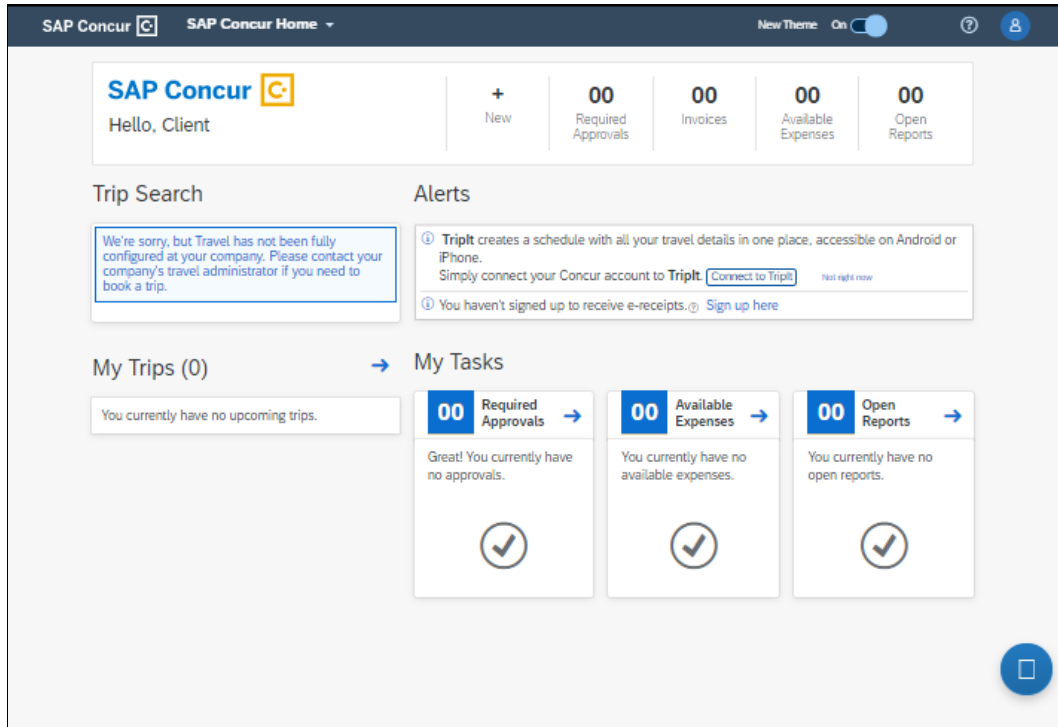 SAP Concur C
SAP Concur Home
New Theme On
SAP Concur C
Hello, Client
+
New
00
Required
Approvals
00
Invoices
00
Available
Expenses
00
Open
Reports
Trip Search
We're sorry, but Travel has not been fully
configured at your company. Please contact your
company's travel administrator if you need to
book a trip.
Alerts
TripIt creates a schedule with all your travel details in one place, accessible on Android or
iPhone.
Simply connect your Concur account to TripIt. Connect to TripIt Not right now
You haven't signed up to receive e-receipts. Sign up here
My Trips (0)
You currently have no upcoming trips.
My Tasks
00
Required
Approvals
Great! You currently have
no approvals.
00
Available
Expenses
You currently have no
available expenses.
00
Open
Reports
You currently have no
open reports.